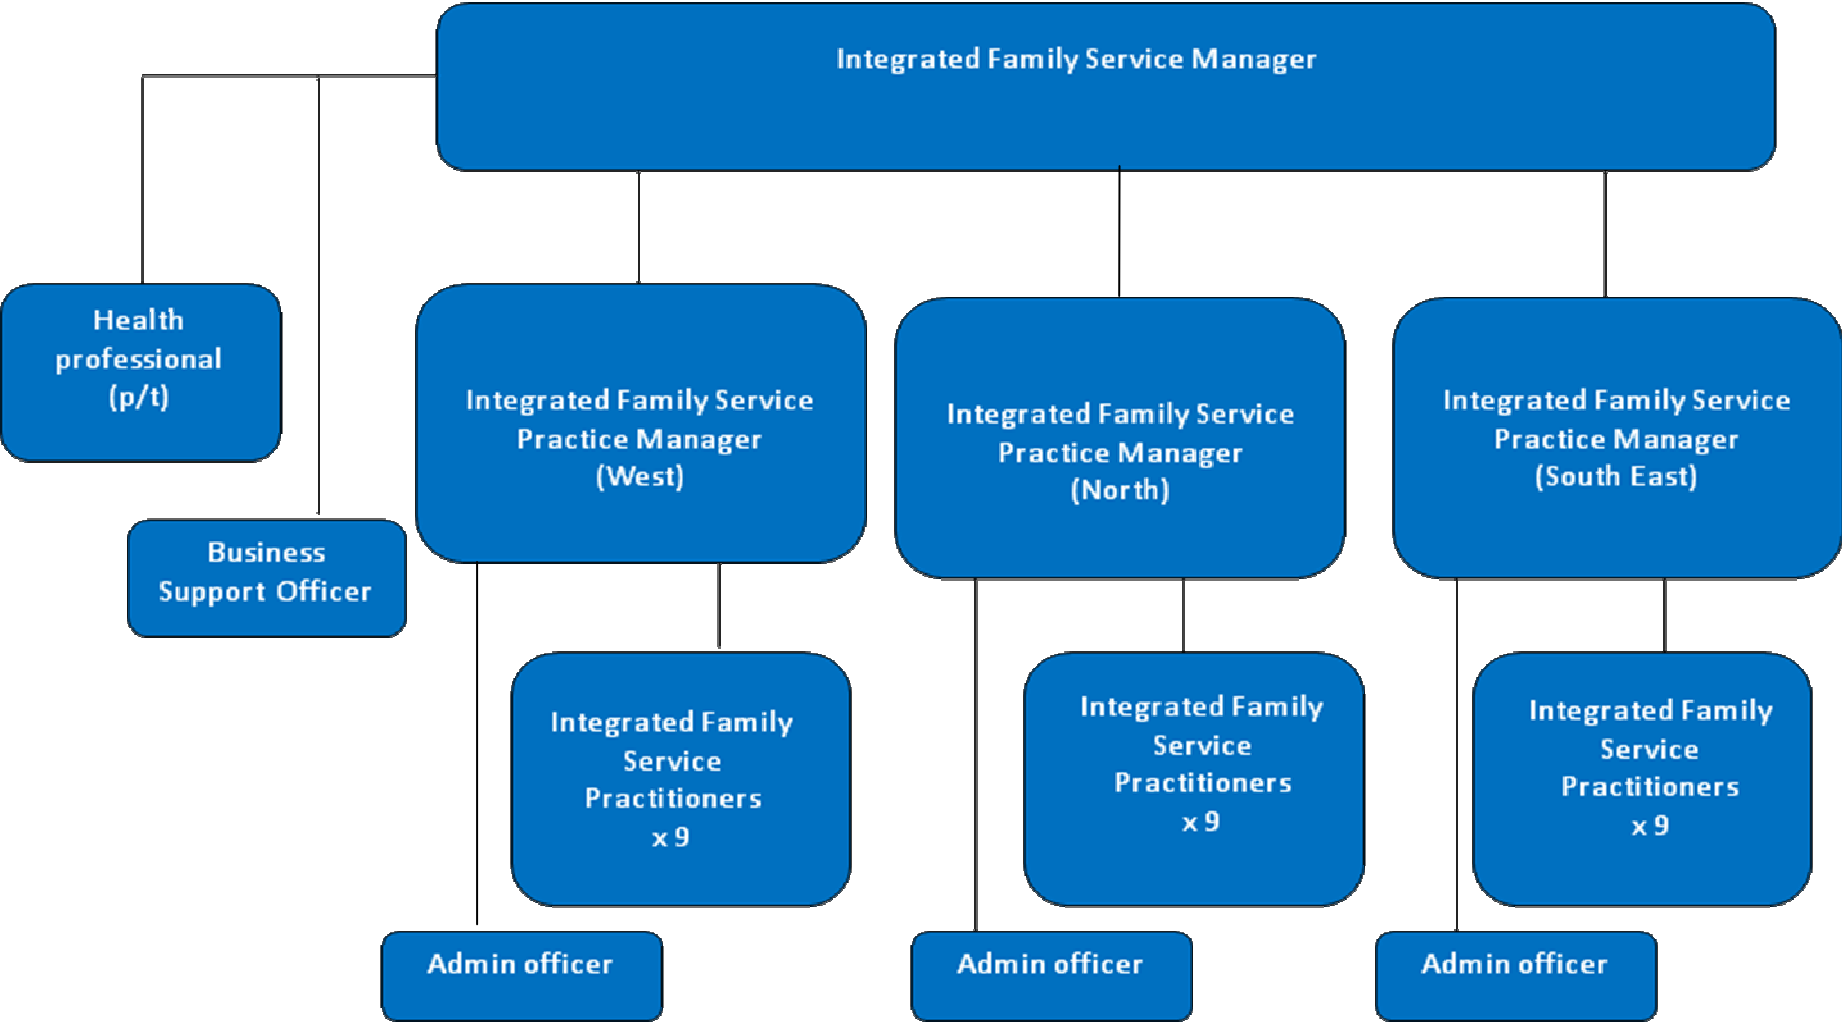 Integrated Family Service Manager
Health
professional
(p/t)
Business
Support Officer
Integrated Family Service
Practice Manager
(West)
Integrated Family Service
Practice Manager
(North)
Integrated Family Service
Practice Manager
(South East)
Integrated Family
Service
Practitioners
x 9
Integrated Family
Service
Practitioners
x 9
Integrated Family
Service
Practitioners
x 9
Admin officer
Admin officer
Admin officer